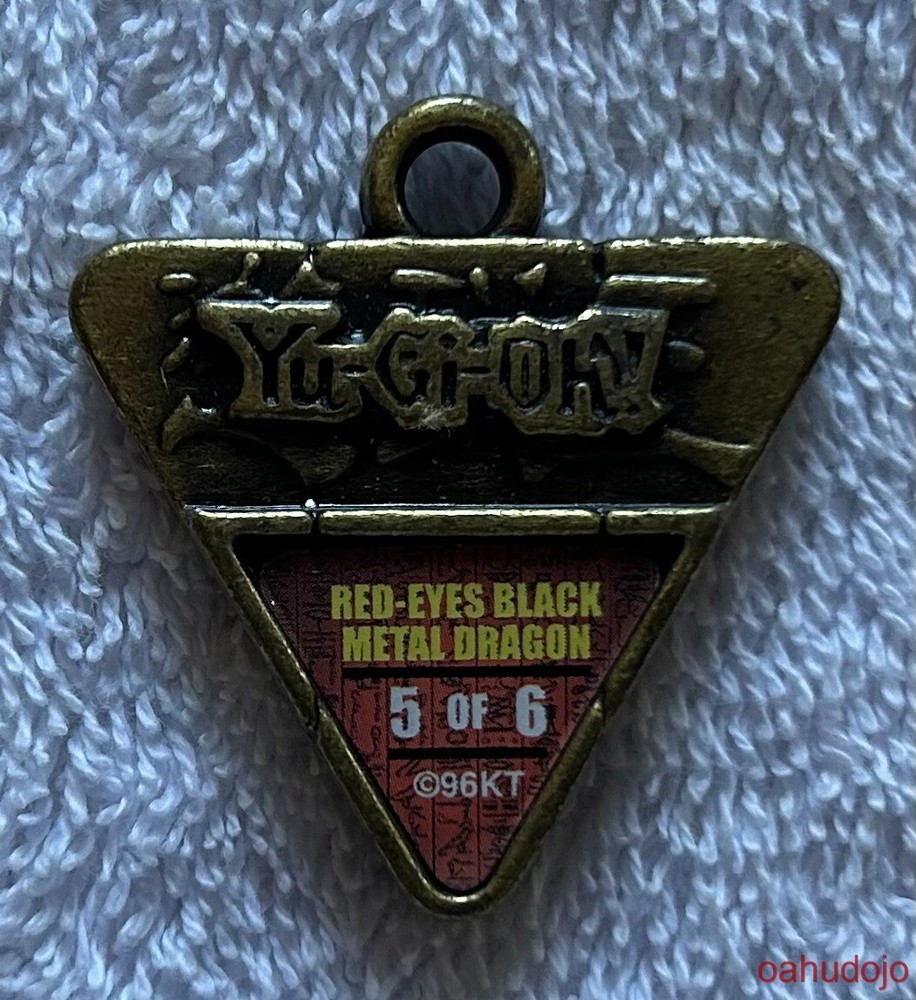 Yu-Gi-Oh!
RED-EYES BLACK
METAL DRAGON
5 OF 6
©96KT
oahudojo